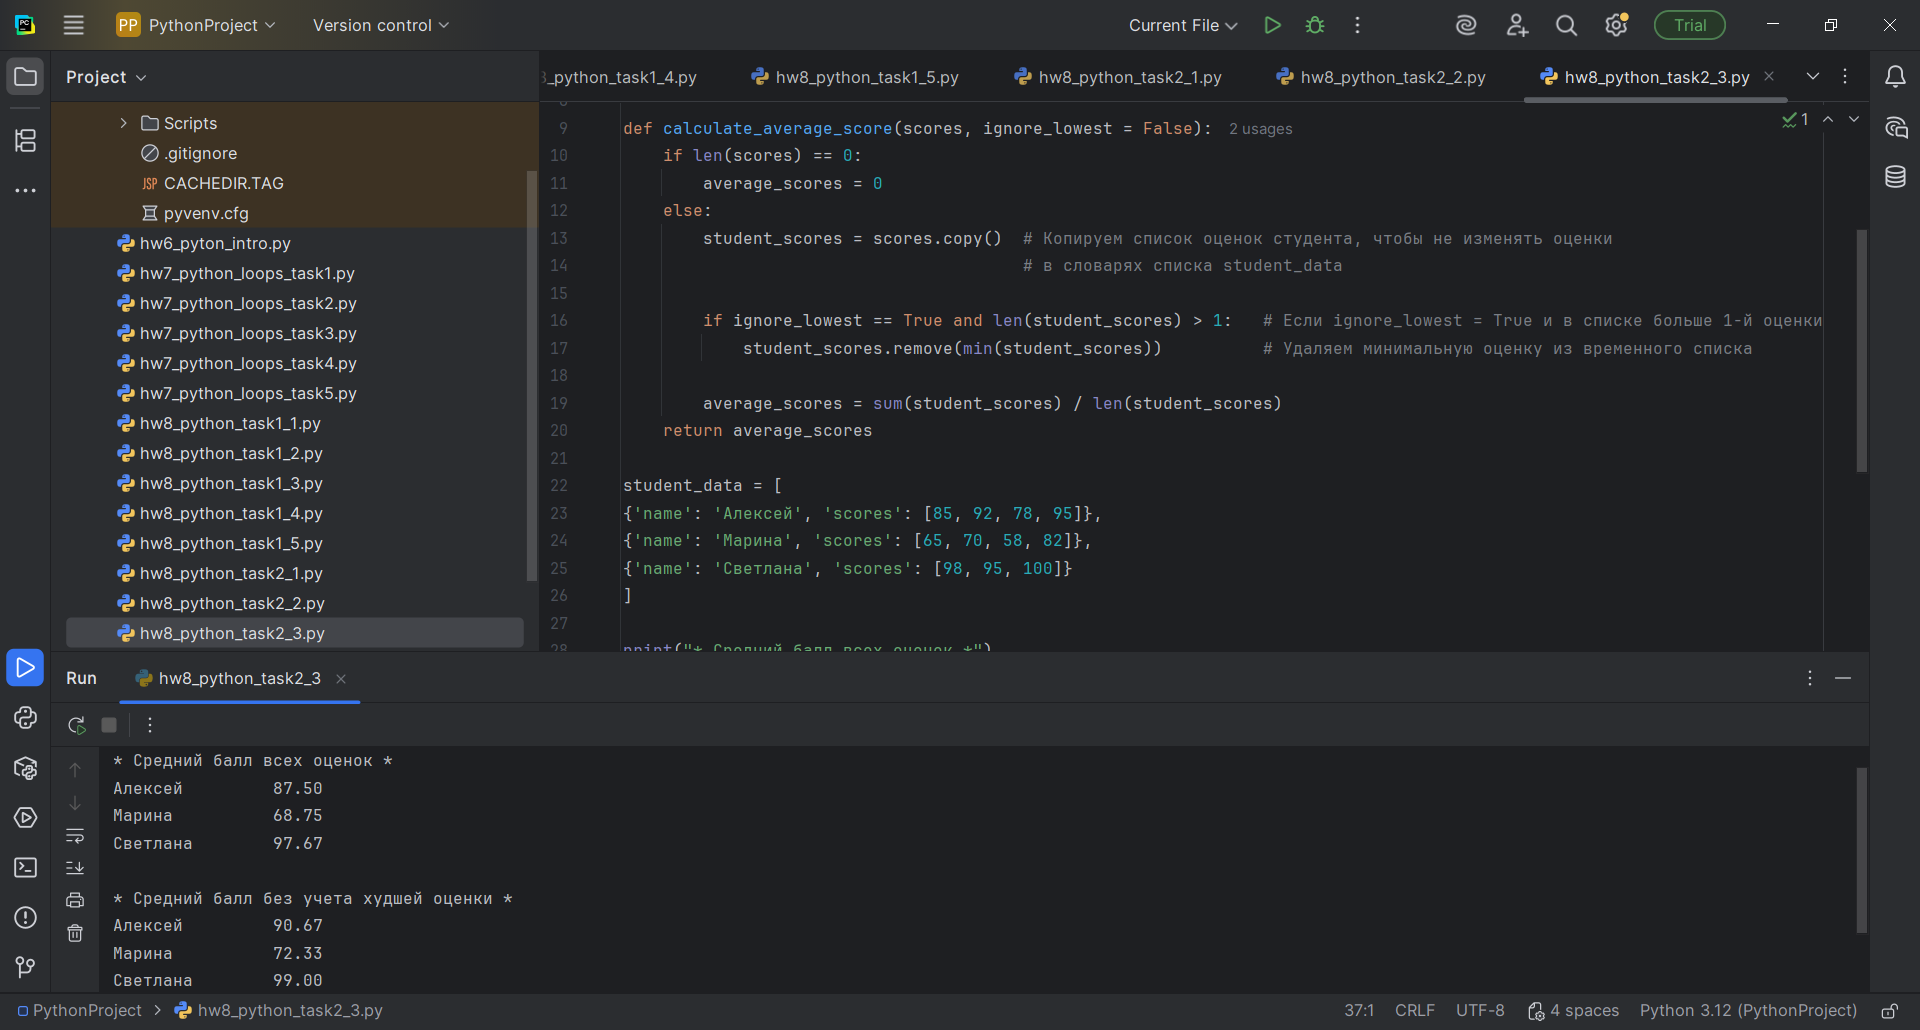 PC
PP PythonProject
Version control
Current File
Trial
Project
_python_task1_4.py
hw8_python_task1_5.py
hw8_python_task2_1.py
hw8_python_task2_2.py
hw8_python_task2_3.py
Scripts
.gitignore
JSP CACHEDIR.TAG
pyvenv.cfg
hw6_pyton_intro.py
hw7_python_loops_task1.py
hw7_python_loops_task2.py
hw7_python_loops_task3.py
hw7_python_loops_task4.py
hw7_python_loops_task5.py
hw8_python_task1_1.py
hw8_python_task1_2.py
hw8_python_task1_3.py
hw8_python_task1_4.py
hw8_python_task1_5.py
hw8_python_task2_1.py
hw8_python_task2_2.py
hw8_python_task2_3.py
1
9 def calculate_average_score(scores, ignore_lowest = False): 2 usages
10 if len(scores) == 0:
11 average_scores = 0
12 else:
13 student_scores = scores.copy() # Копируем список оценок студента, чтобы не изменять оценки
14 # в словарях списка student_data
15
16 if ignore_lowest == True and len(student_scores) > 1: # Если ignore_lowest = True и в списке больше 1-й оценки
17 student_scores.remove(min(student_scores)) # Удаляем минимальную оценку из временного списка
18
19 average_scores = sum(student_scores) / len(student_scores)
20 return average_scores
21
22 student_data = [
23 {'name': 'Алексей', 'scores': [85, 92, 78, 95]},
24 {'name': 'Марина', 'scores': [65, 70, 58, 82]},
25 {'name': 'Светлана', 'scores': [98, 95, 100]}
26 ]
27
28 print("* Средний балл всех оценок *")
Run
hw8_python_task2_3
* Средний балл всех оценок *
Алексей 87.50
Марина 68.75
Светлана 97.67
* Средний балл без учета худшей оценки *
Алексей 90.67
Марина 72.33
Светлана 99.00
PythonProject > hw8_python_task2_3.py
37:1
CRLF
UTF-8
4 spaces
Python 3.12 (PythonProject)